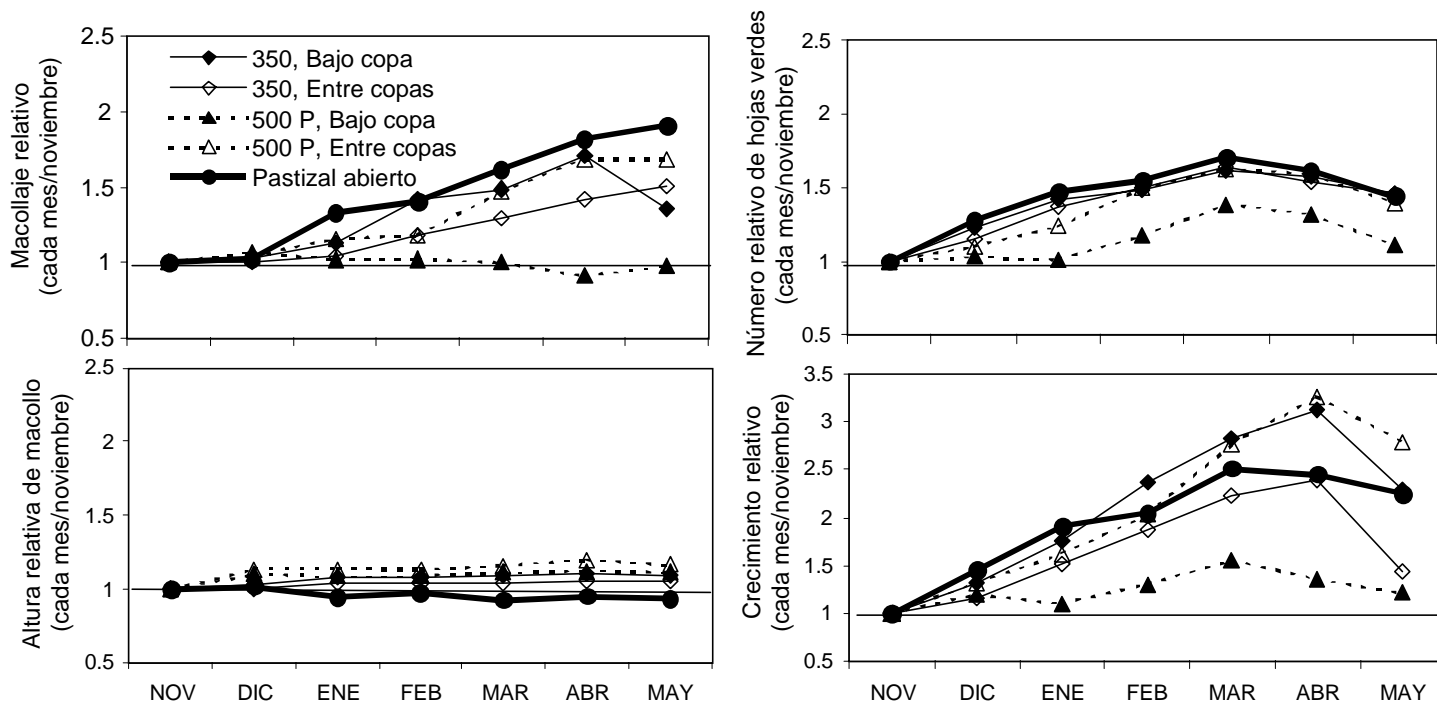 Macollaje relativo
(cada mes/noviembre)
2.5
2
1.5
1
0.5
350, Bajo copa
350, Entre copas
500 P, Bajo copa
500 P, Entre copas
Pastizal abierto
Número relativo de hojas verdes
(cada mes/noviembre)
2.5
2
1.5
1
0.5
Altura relativa de macollo
(cada mes/noviembre)
2.5
2
1.5
1
0.5
NOV DIC ENE FEB MAR ABR MAY
Crecimiento relativo
(cada mes/noviembre)
3.5
3
2.5
2
1.5
1
0.5
NOV DIC ENE FEB MAR ABR MAY